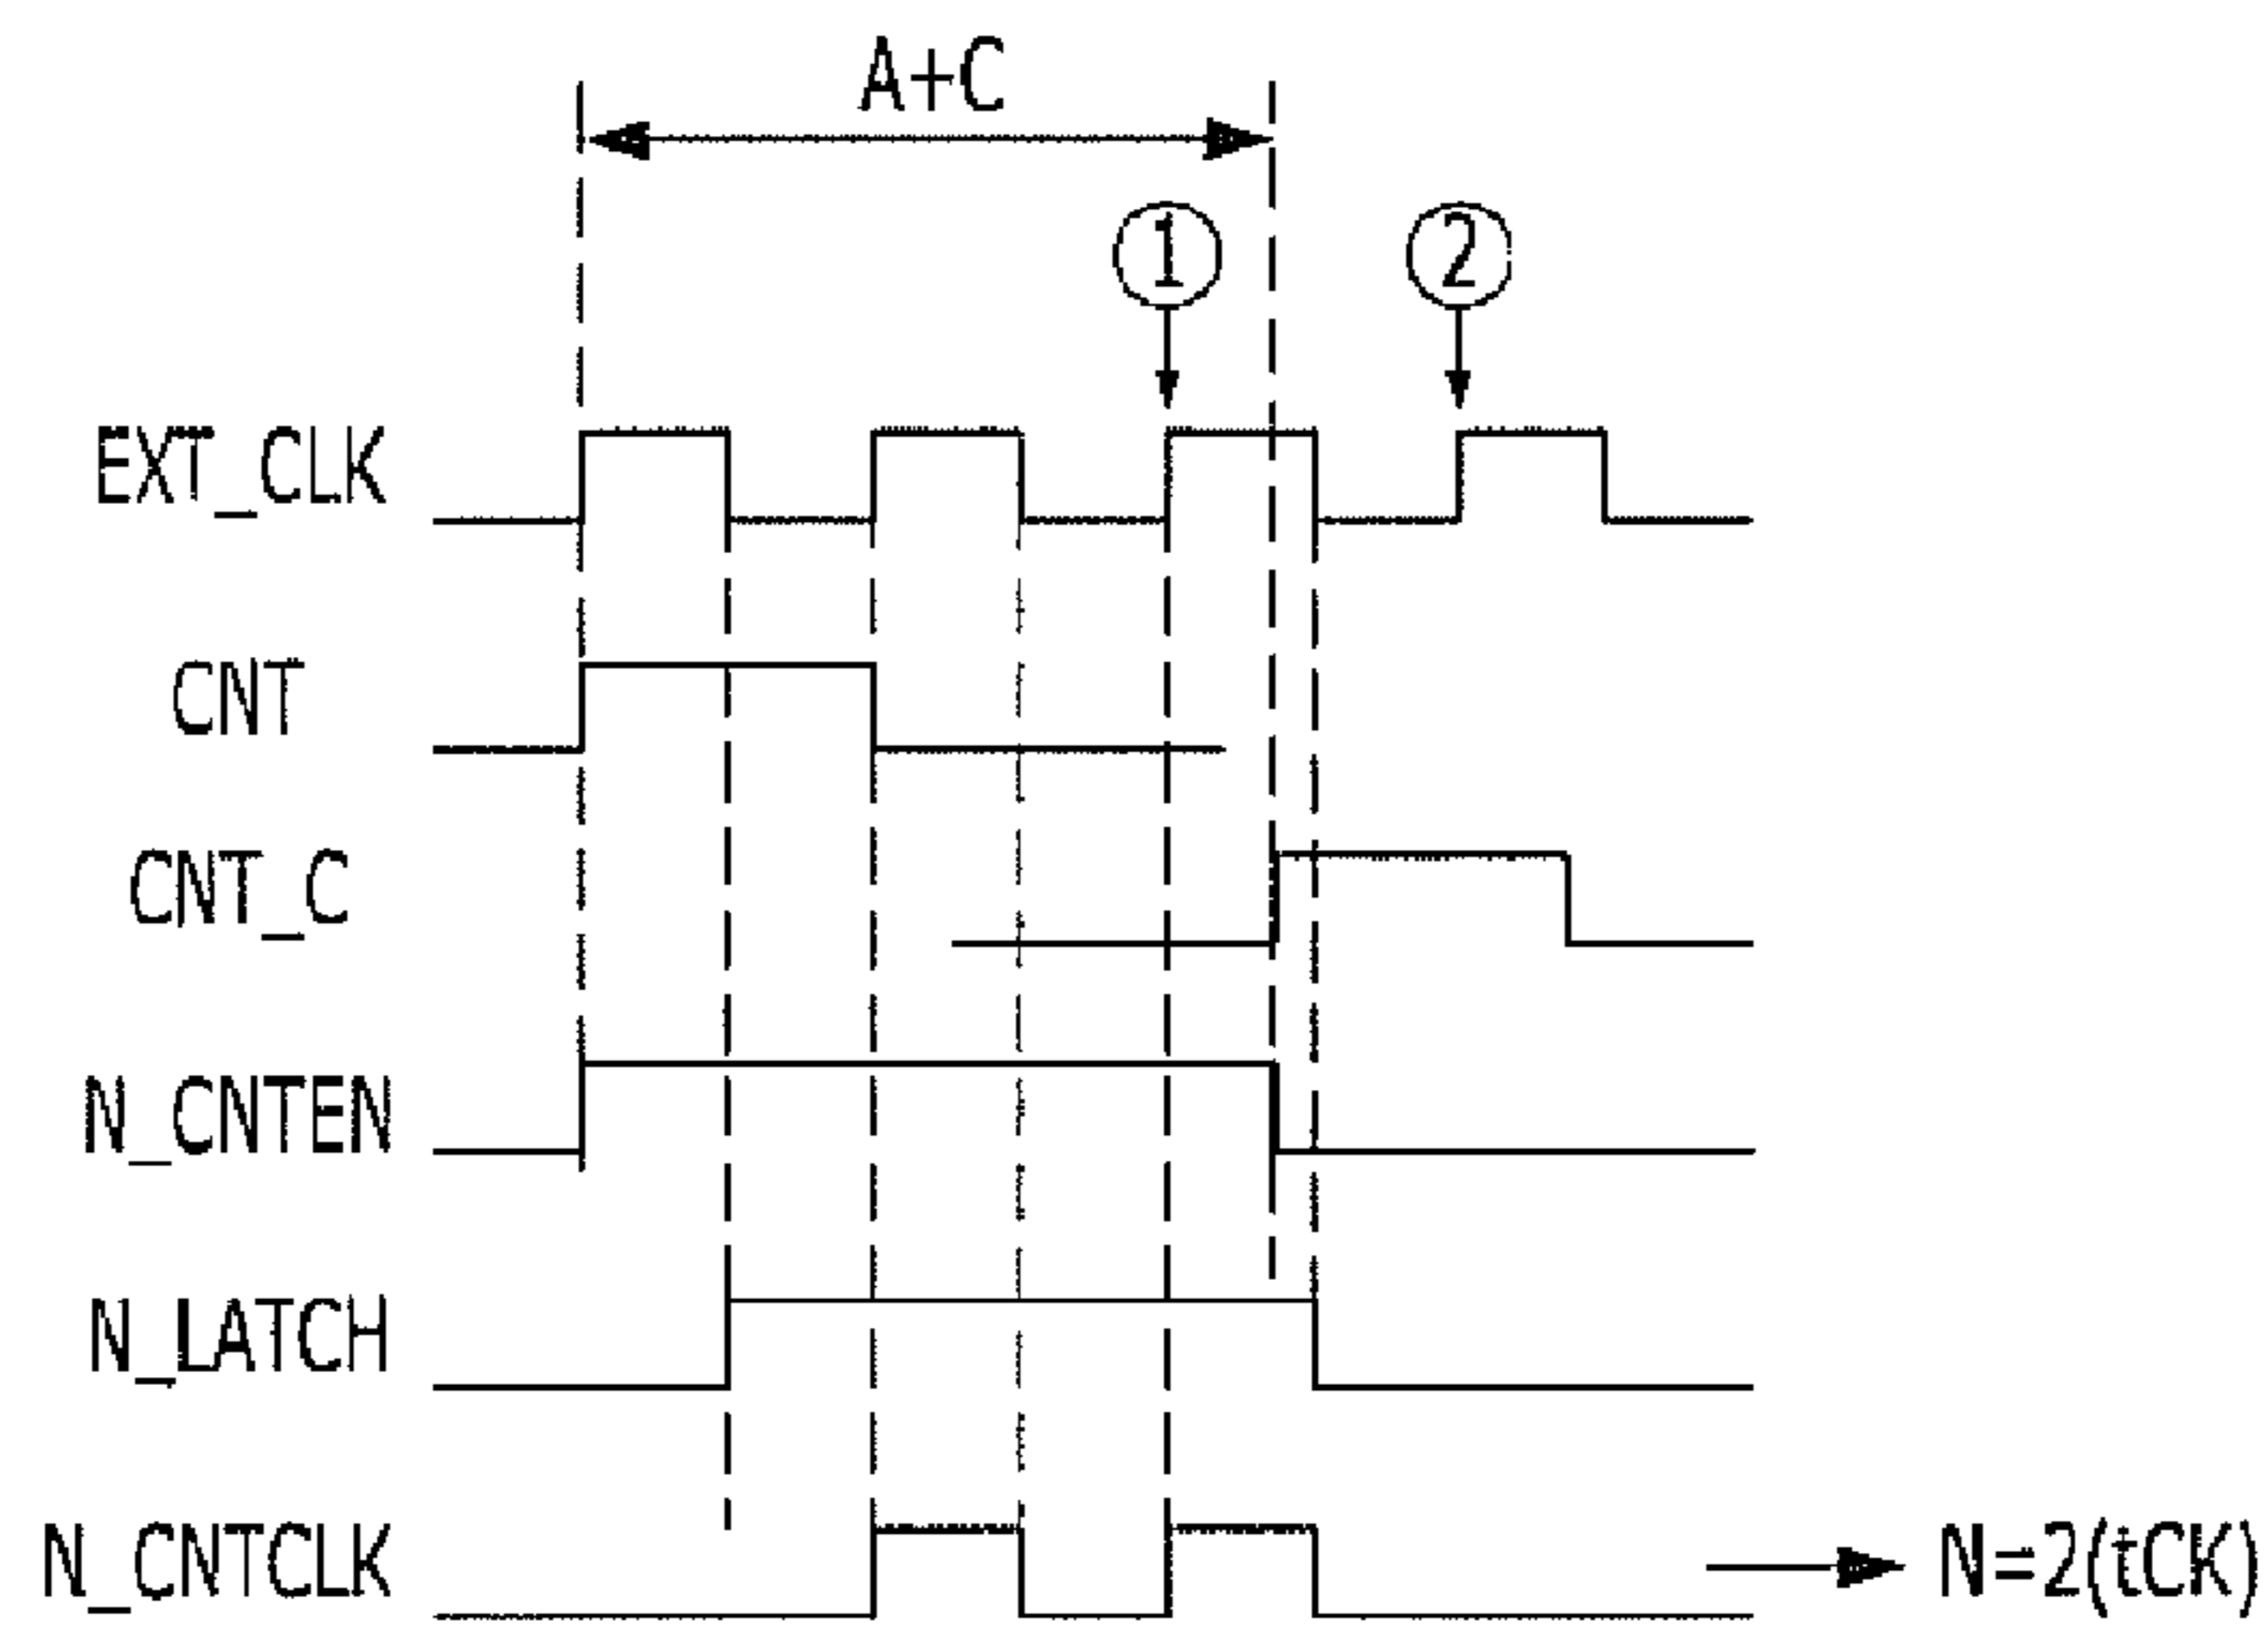 A+C
① ②
EXT_CLK
CNT
CNT_C
N_CNTEN
N_LATCH
N_CNTCLK N=2(tCK)